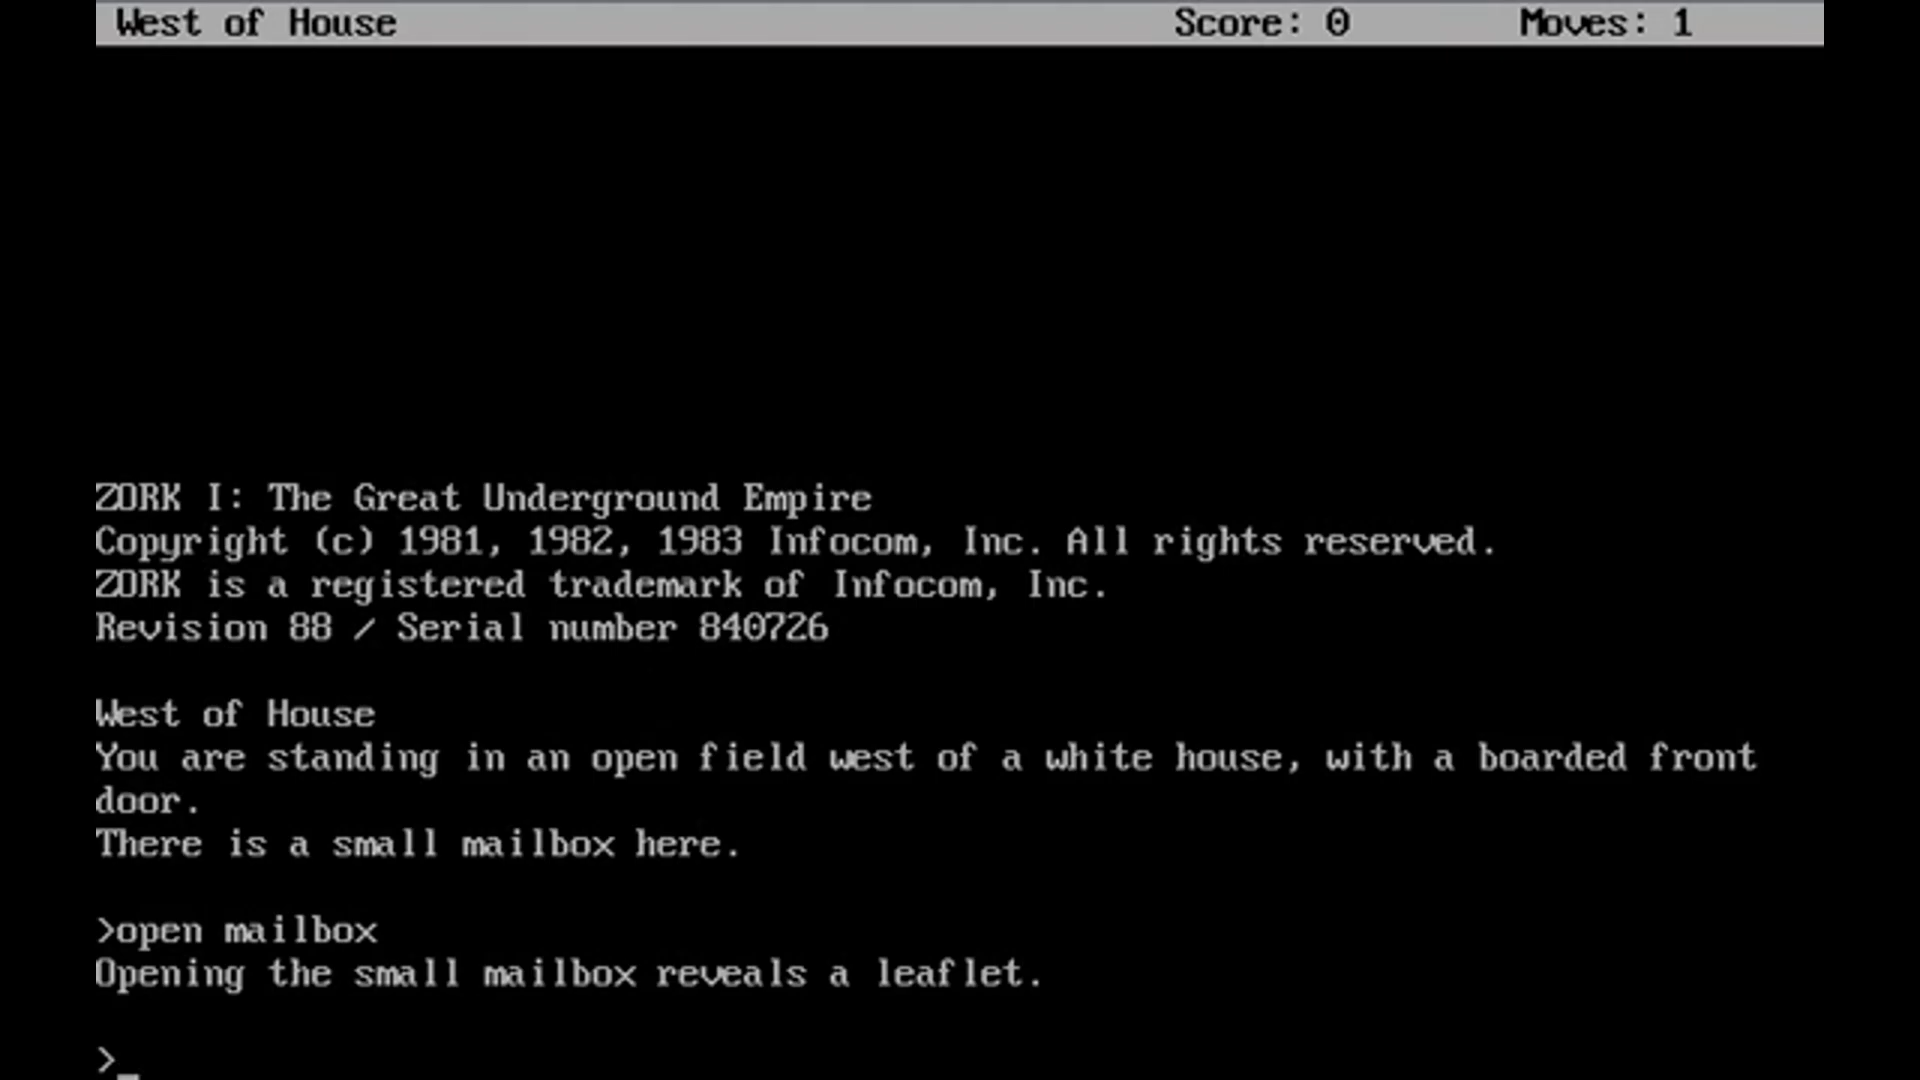 West of House Score: 0 Moves: 1
ZORK I: The Great Underground Empire
Copyright (c) 1981, 1982, 1983 Infocom, Inc. All rights reserved.
ZORK is a registered trademark of Infocom, Inc.
Revision 88 / Serial number 840726
West of House
You are standing in an open field west of a white house, with a boarded front
door.
There is a small mailbox here.
>open mailbox
Opening the small mailbox reveals a leaflet.
>_